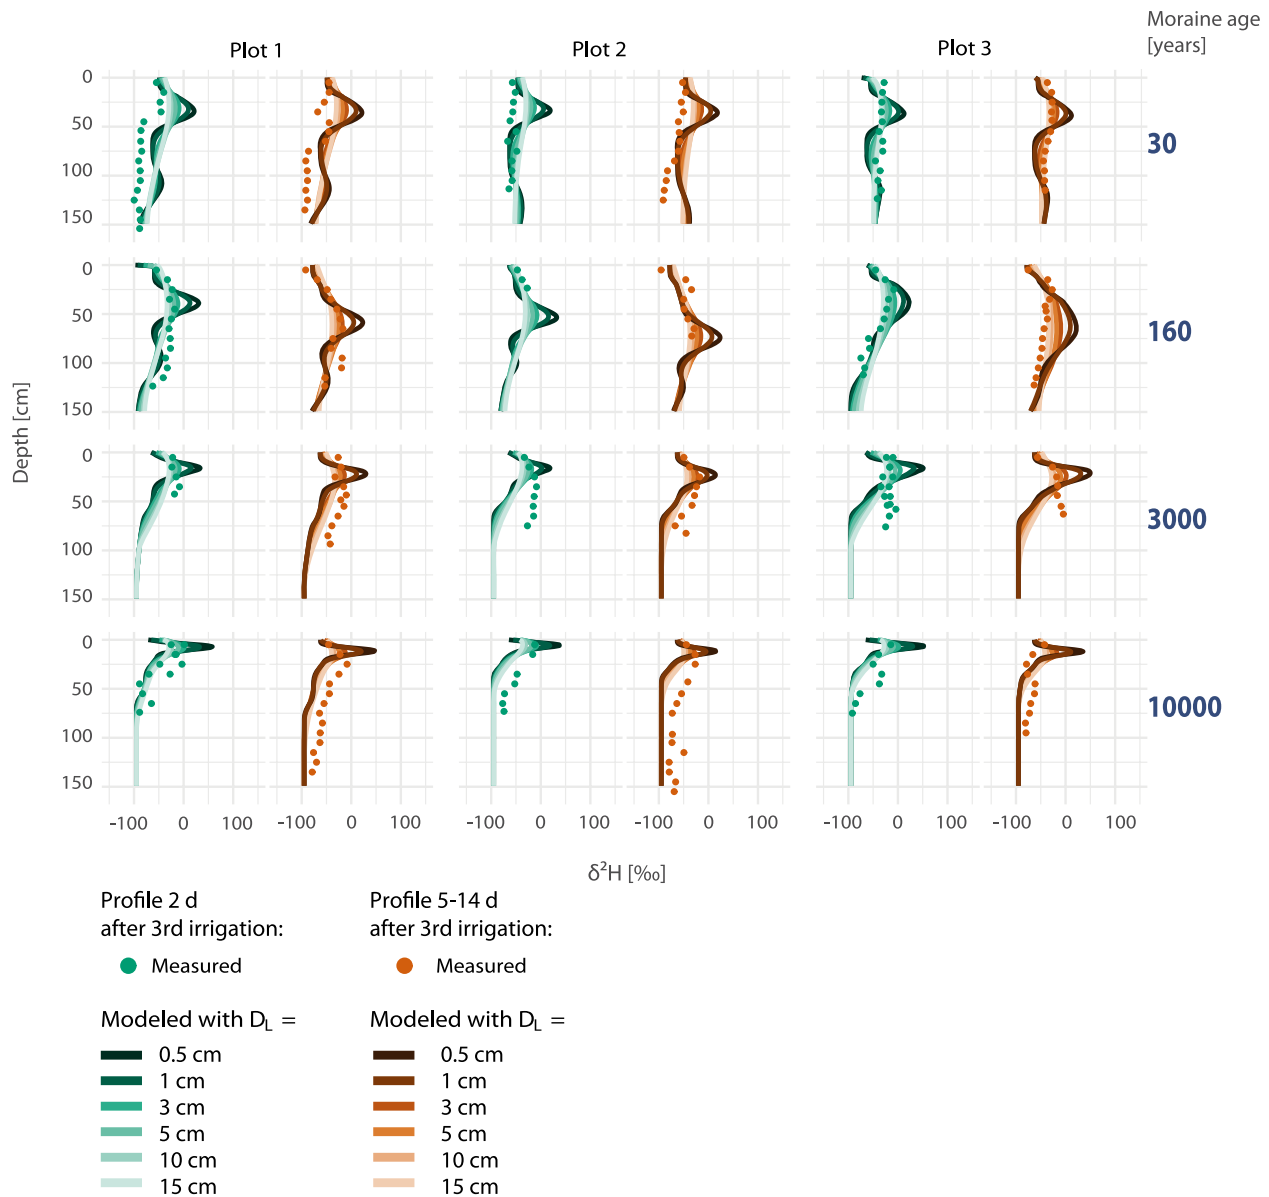 Moraine age
[years]
Plot 1
Plot 2
Plot 3
0
50
100
150
30
0
50
100
150
160
0
50
100
150
3000
0
50
100
150
10000
Depth [cm]
-100 0 100 -100 0 100 -100 0 100 -100 0 100 -100 0 100 -100 0 100
δ²H [‰]
Profile 2 d
after 3rd irrigation:
Measured
Modeled with D_L =
0.5 cm
1 cm
3 cm
5 cm
10 cm
15 cm
Profile 5-14 d
after 3rd irrigation:
Measured
Modeled with D_L =
0.5 cm
1 cm
3 cm
5 cm
10 cm
15 cm